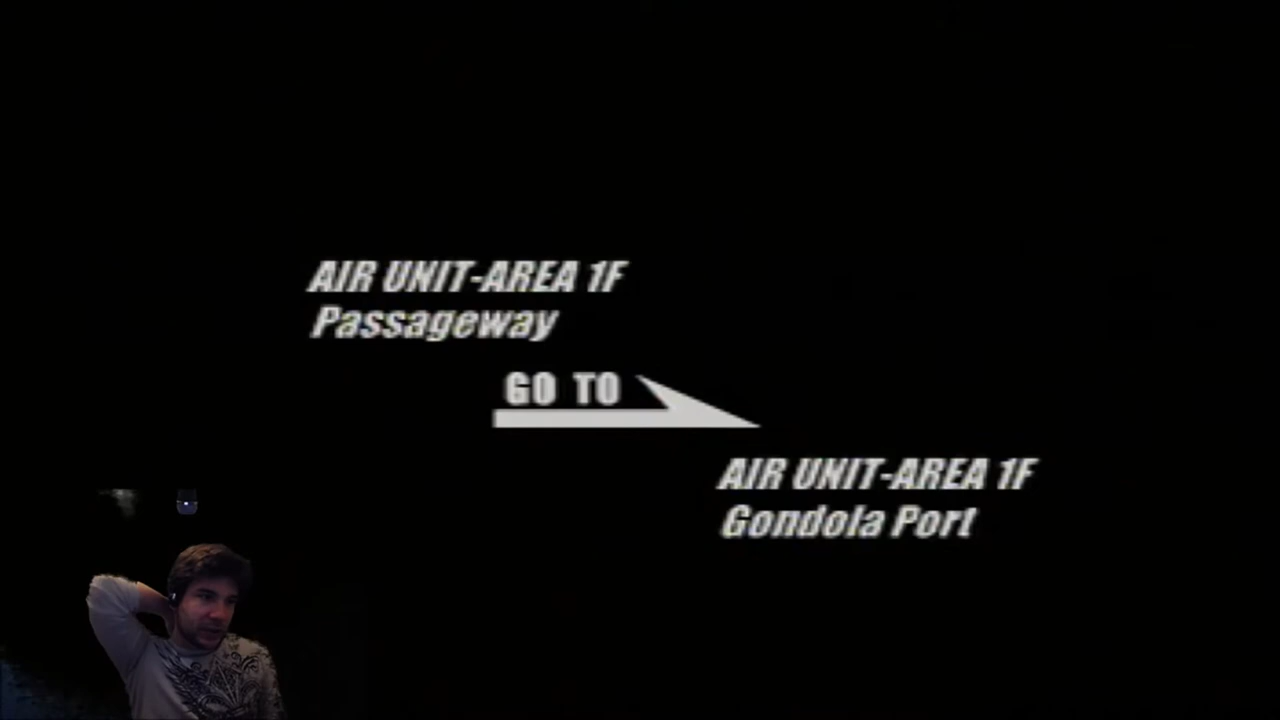 AIR UNIT-AREA 1F
Passageway
GO TO
AIR UNIT-AREA 1F
Gondola Port